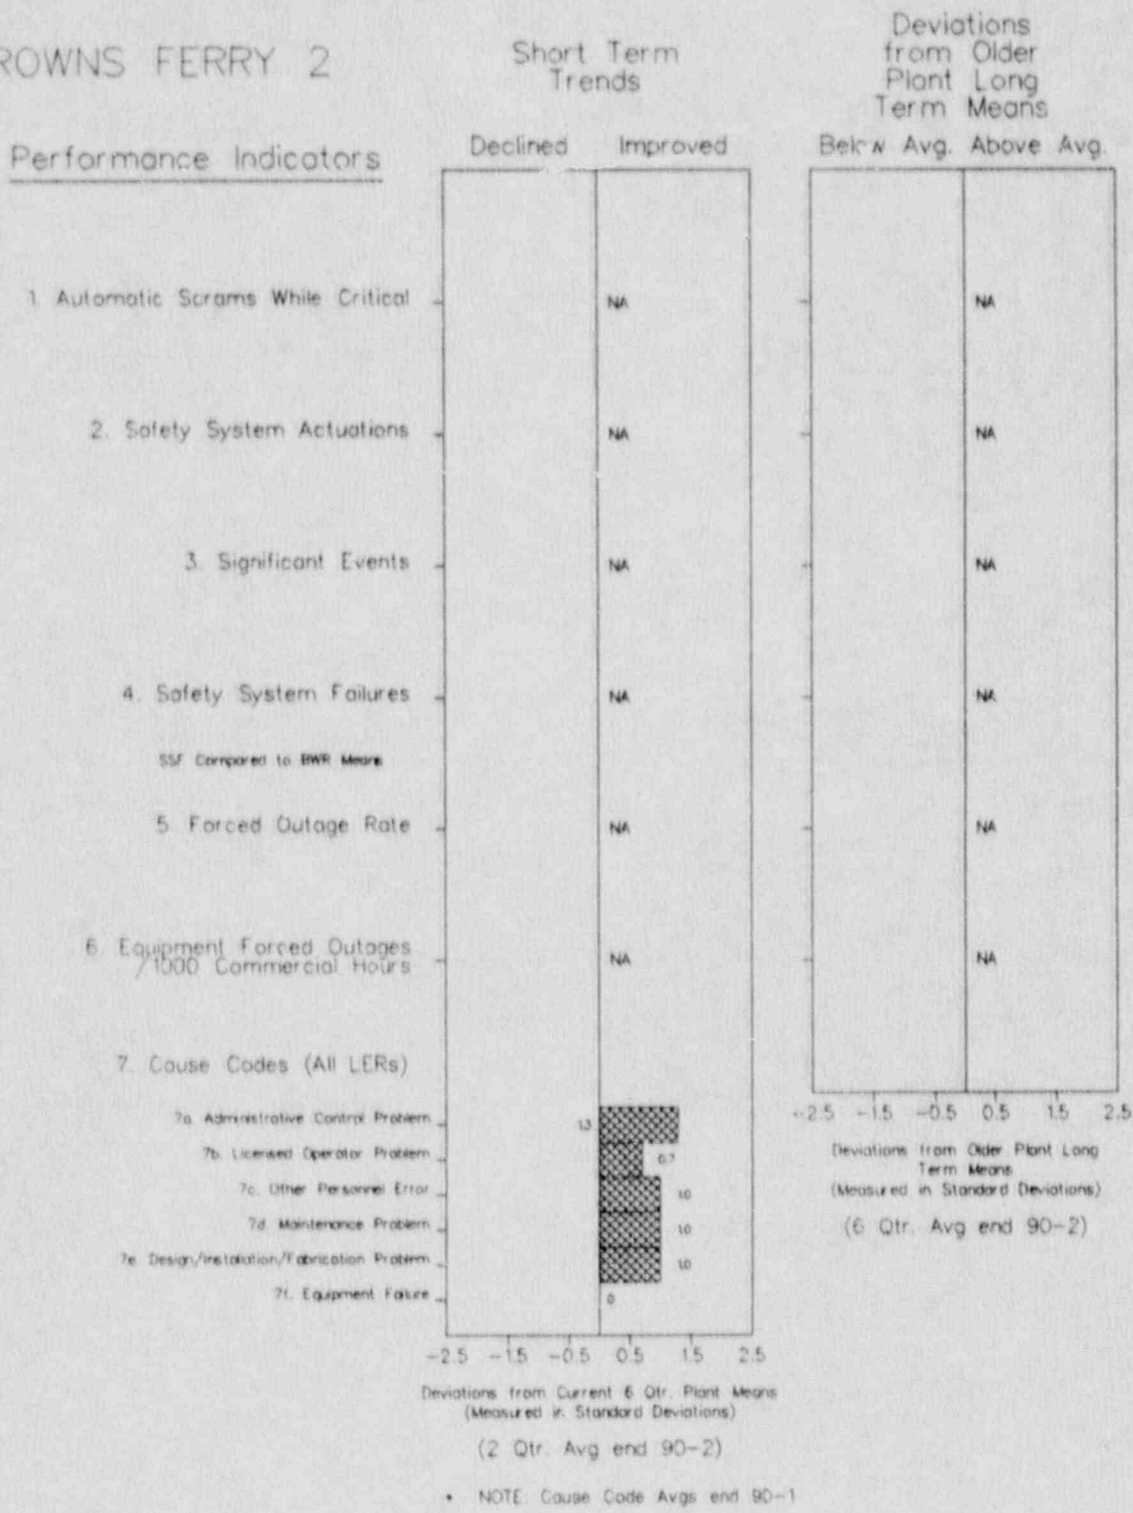 ROWNS FERRY 2
Short Term
Trends
Deviations
from Older
Plant Long
Term Means
Performance Indicators
Declined Improved
Below Avg. Above Avg.
1. Automatic Scrams While Critical NA NA
2. Safety System Actuations NA NA
3. Significant Events NA NA
4. Safety System Failures NA NA
SSF Compared to BWR Means
5. Forced Outage Rate NA NA
6. Equipment Forced Outages
/1000 Commercial Hours NA NA
7. Cause Codes (All LERs)
7a. Administrative Control Problem 1.3
7b. Licensed Operator Problem 0.7
7c. Other Personnel Error 1.0
7d. Maintenance Problem 1.0
7e. Design/Installation/Fabrication Problem 1.0
7f. Equipment Failure 0
-2.5 -1.5 -0.5 0.5 1.5 2.5
Deviations from Current 6 Qtr. Plant Means
(Measured in Standard Deviations)
(2 Qtr. Avg end 90-2)
• NOTE: Cause Code Avgs end 90-1
-2.5 -1.5 -0.5 0.5 1.5 2.5
Deviations from Older Plant Long
Term Means
(Measured in Standard Deviations)
(6 Qtr. Avg end 90-2)